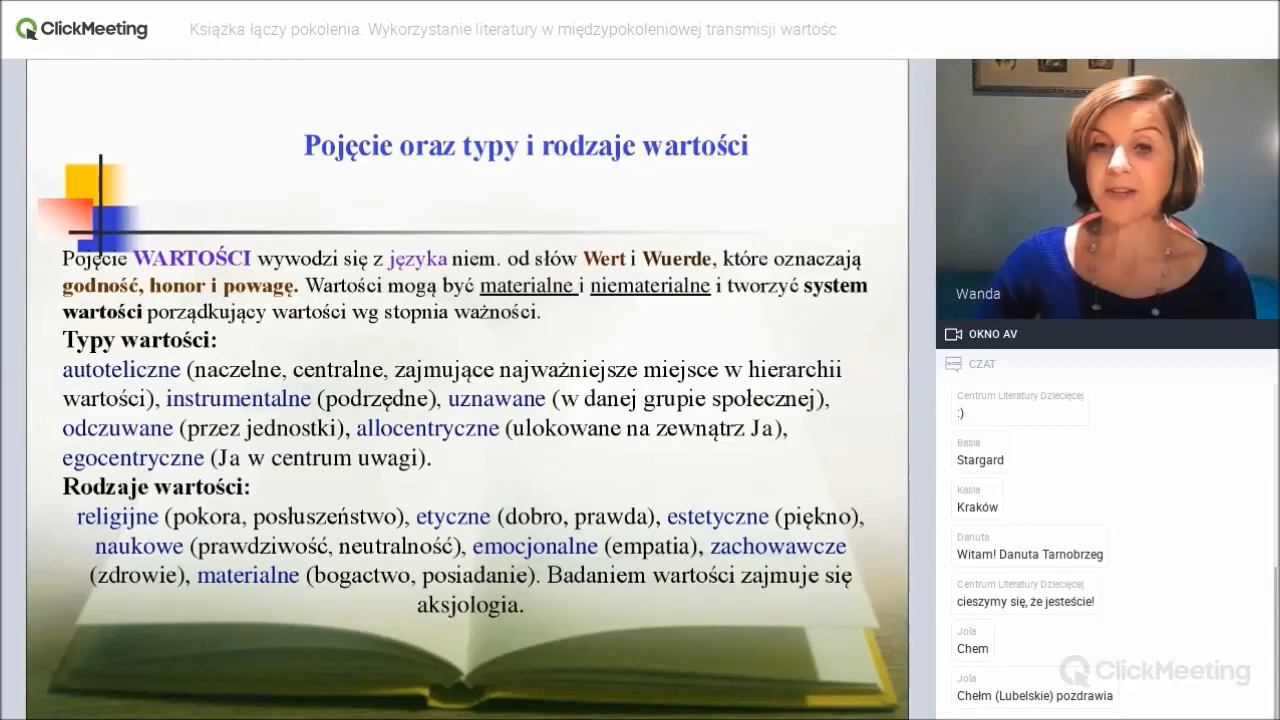 ClickMeeting
Książka łączy pokolenia. Wykorzystanie literatury w międzypokoleniowej transmisji wartośc
Pojęcie oraz typy i rodzaje wartości
Pojęcie WARTOŚCI wywodzi się z języka niem. od słów Wert i Wuerde, które oznaczają
godność, honor i powagę. Wartości mogą być materialne i niematerialne i tworzyć system
wartości porządkujący wartości wg stopnia ważności.
Typy wartości:
autoteliczne (naczelne, centralne, zajmujące najważniejsze miejsce w hierarchii
wartości), instrumentalne (podrzędne), uznawane (w danej grupie społecznej),
odczuwane (przez jednostki), allocentryczne (ulokowane na zewnątrz Ja),
egocentryczne (Ja w centrum uwagi).
Rodzaje wartości:
religijne (pokora, posłuszeństwo), etyczne (dobro, prawda), estetyczne (piękno),
naukowe (prawdziwość, neutralność), emocjonalne (empatia), zachowawcze
(zdrowie), materialne (bogactwo, posiadanie). Badaniem wartości zajmuje się
aksjologia.
Wanda
OKNO AV
CZAT
Centrum Literatury Dziecięcej
:)
Basia
Stargard
Kasia
Kraków
Danuta
Witam! Danuta Tarnobrzeg
Centrum Literatury Dziecięcej
cieszymy się, że jesteście!
Jola
Chem
Jola
Chełm (Lubelskie) pozdrawia
ClickMeeting